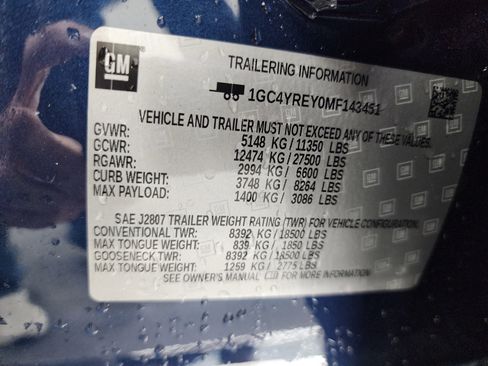 GM
TRAILERING INFORMATION
1GC4YREY0MF143451
VEHICLE AND TRAILER MUST NOT EXCEED ANY OF THESE VALUES.
GVWR: 5148 KG / 11350 LBS
GCWR: 12474 KG / 27500 LBS
RGAWR: 2994 KG / 6600 LBS
CURB WEIGHT: 3748 KG / 8264 LBS
MAX PAYLOAD: 1400 KG / 3086 LBS
SAE J2807 TRAILER WEIGHT RATING (TWR) FOR VEHICLE CONFIGURATION.
CONVENTIONAL TWR: 8392 KG / 18500 LBS
MAX TONGUE WEIGHT: 839 KG / 1850 LBS
GOOSENECK TWR: 8392 KG / 18500 LBS
MAX TONGUE WEIGHT: 1259 KG / 2775 LBS
SEE OWNER'S MANUAL FOR MORE INFORMATION.